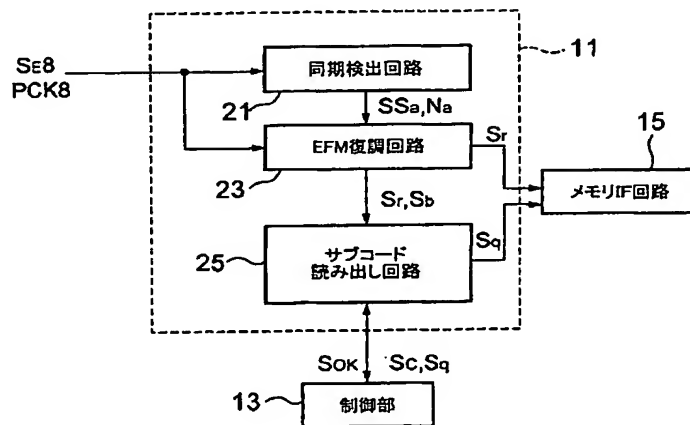 11
SE8
PCK8
同期検出回路
21
SSa,Na
EFM復調回路
Sr
15
23
メモリIF回路
Sr,Sb
Sq
25
サブコード
読み出し回路
SOK
Sc,Sq
13
制御部